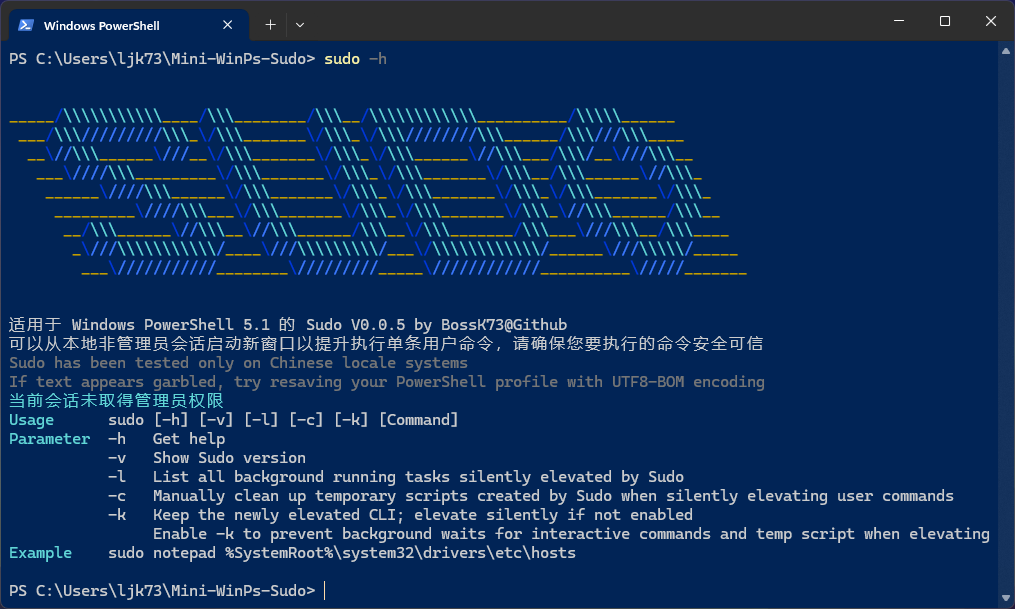 Windows PowerShell
PS C:\Users\ljk73\Mini-WinPs-Sudo> sudo -h
适用于 Windows PowerShell 5.1 的 Sudo V0.0.5 by BossK73@Github
可以从本地非管理员会话启动新窗口以提升执行单条用户命令，请确保您要执行的命令安全可信
Sudo has been tested only on Chinese locale systems
If text appears garbled, try resaving your PowerShell profile with UTF8-BOM encoding
当前会话未取得管理员权限
Usage sudo [-h] [-v] [-l] [-c] [-k] [Command]
Parameter -h Get help
-v Show Sudo version
-l List all background running tasks silently elevated by Sudo
-c Manually clean up temporary scripts created by Sudo when silently elevating user commands
-k Keep the newly elevated CLI; elevate silently if not enabled
Enable -k to prevent background waits for interactive commands and temp script when elevating
Example sudo notepad %SystemRoot%\system32\drivers\etc\hosts
PS C:\Users\ljk73\Mini-WinPs-Sudo>